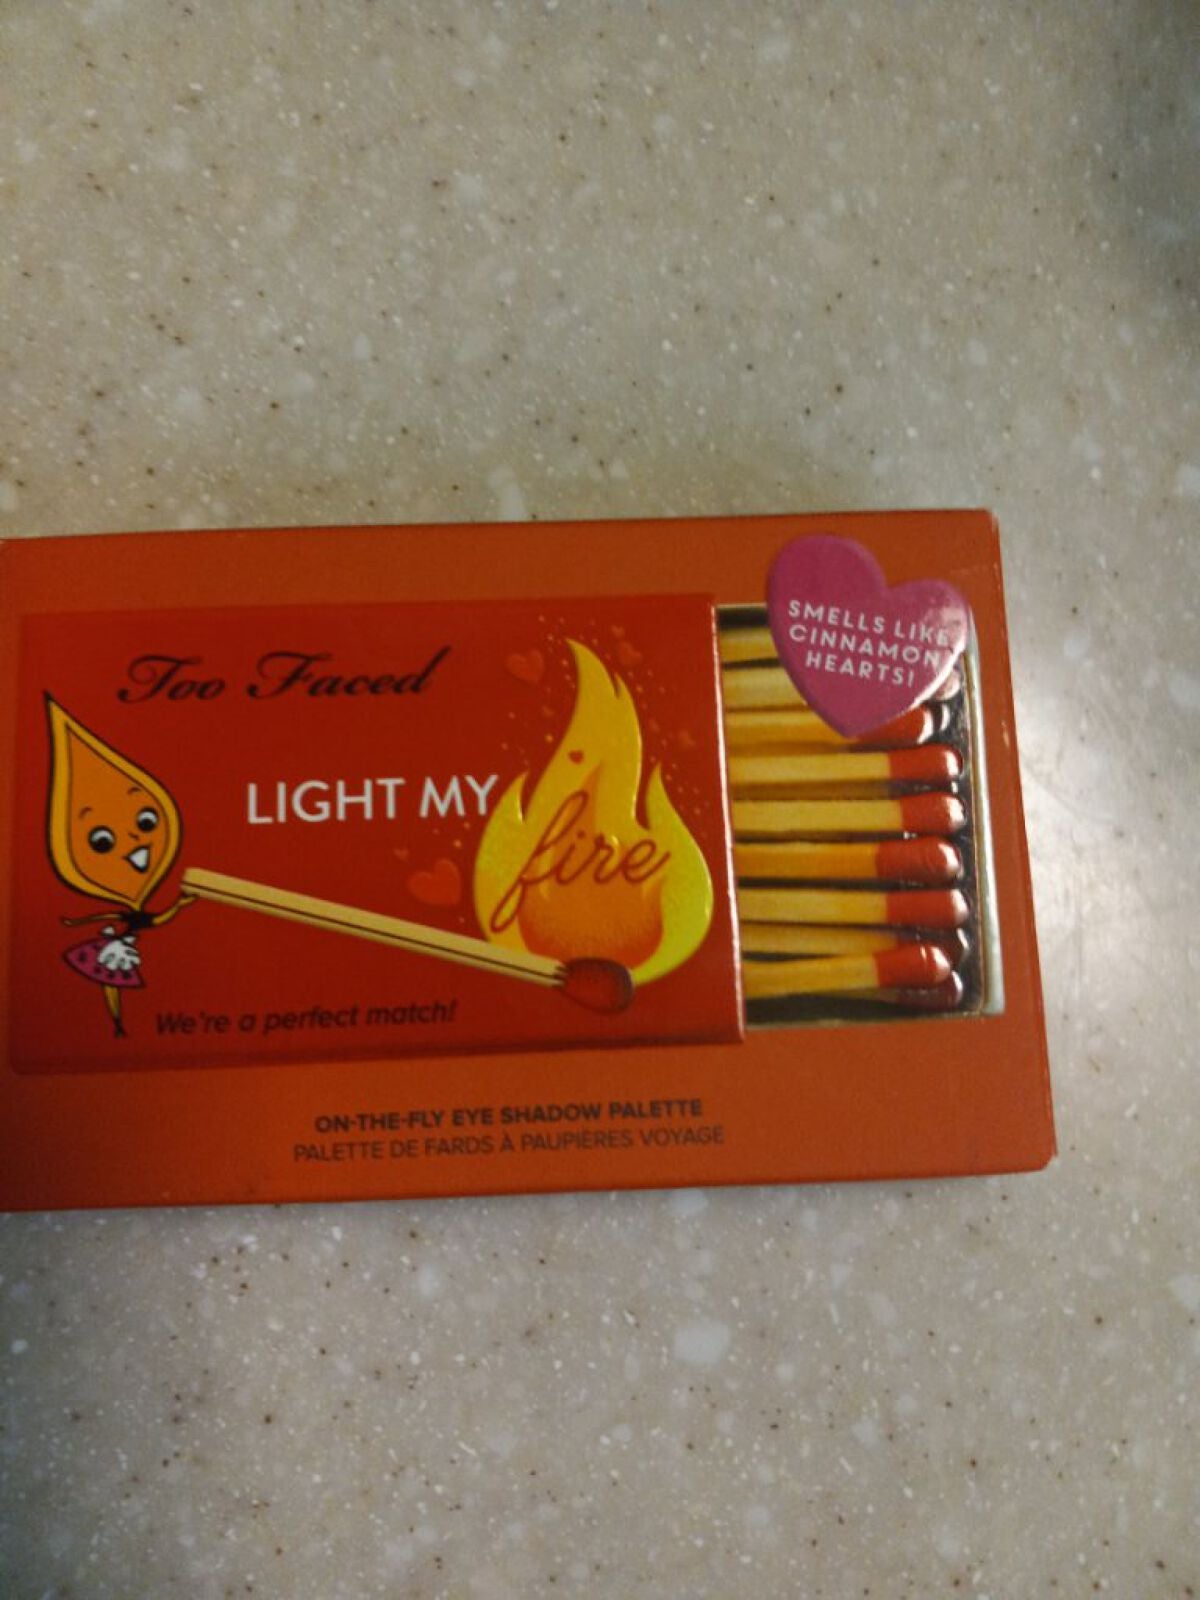 Too Faced
LIGHT MY
fire
SMELLS LIKE
CINNAMON
HEARTS!
We're a perfect match!
ON-THE-FLY EYE SHADOW PALETTE
PALETTE DE FARDS À PAUPIÈRES VOYAGE